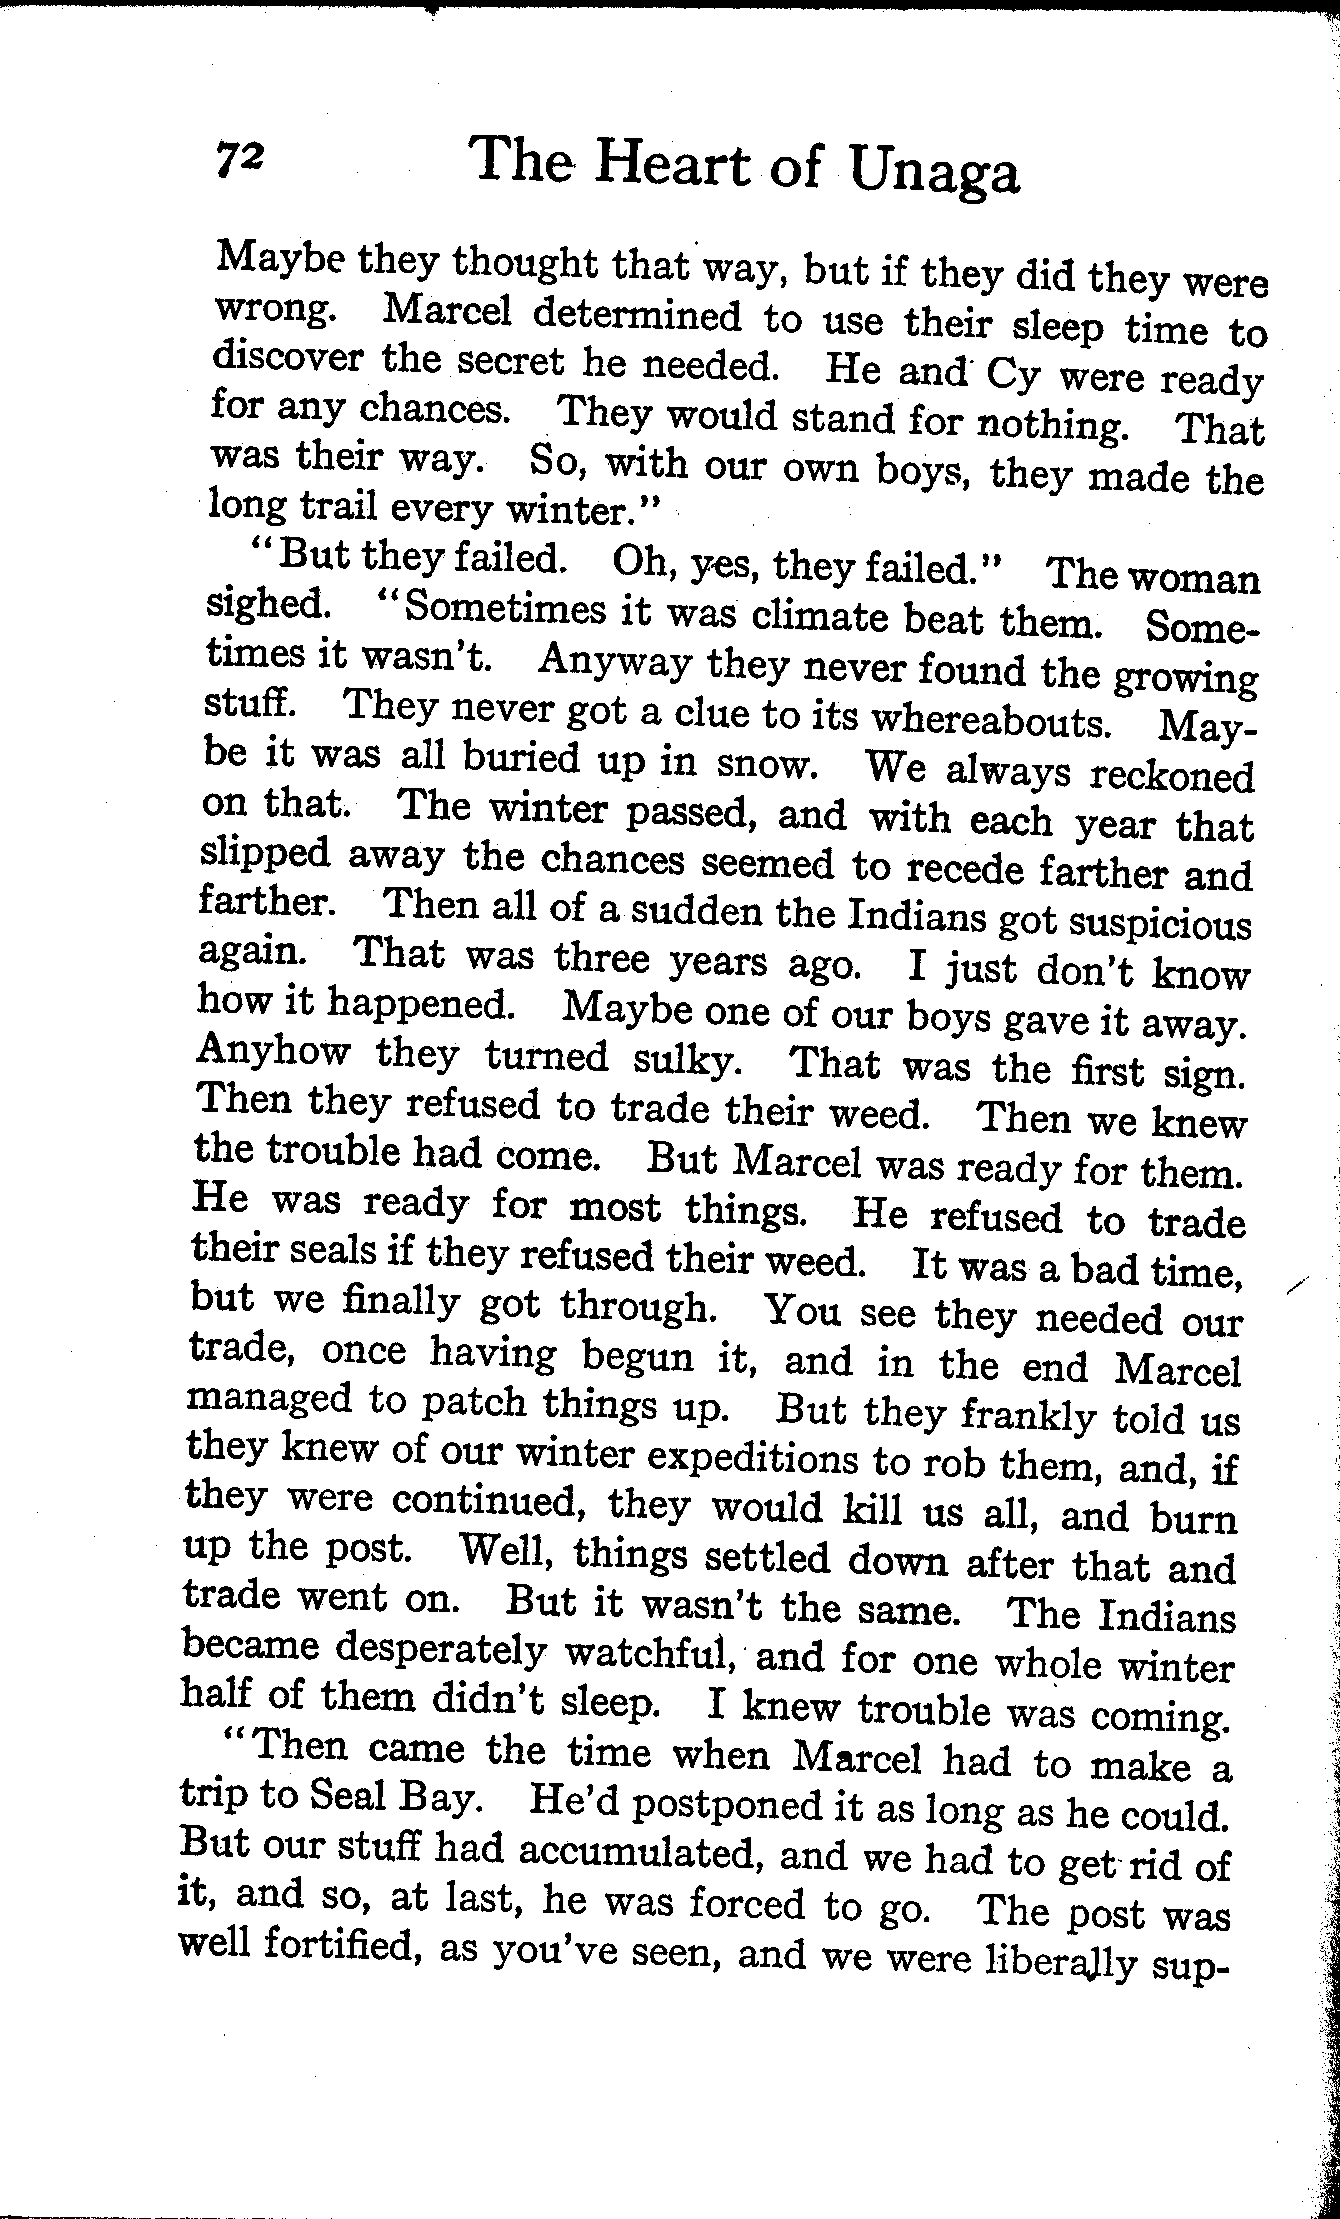 72 The Heart of Unaga
Maybe they thought that way, but if they did they were
wrong. Marcel determined to use their sleep time to
discover the secret he needed. He and Cy were ready
for any chances. They would stand for nothing. That
was their way. So, with our own boys, they made the
long trail every winter."
"But they failed. Oh, yes, they failed." The woman
sighed. "Sometimes it was climate beat them. Some-
times it wasn't. Anyway they never found the growing
stuff. They never got a clue to its whereabouts. May-
be it was all buried up in snow. We always reckoned
on that. The winter passed, and with each year that
slipped away the chances seemed to recede farther and
farther. Then all of a sudden the Indians got suspicious
again. That was three years ago. I just don't know
how it happened. Maybe one of our boys gave it away.
Anyhow they turned sulky. That was the first sign.
Then they refused to trade their weed. Then we knew
the trouble had come. But Marcel was ready for them.
He was ready for most things. He refused to trade
their seals if they refused their weed. It was a bad time,
but we finally got through. You see they needed our
trade, once having begun it, and in the end Marcel
managed to patch things up. But they frankly told us
they knew of our winter expeditions to rob them, and, if
they were continued, they would kill us all, and burn
up the post. Well, things settled down after that and
trade went on. But it wasn't the same. The Indians
became desperately watchful, and for one whole winter
half of them didn't sleep. I knew trouble was coming.
"Then came the time when Marcel had to make a
trip to Seal Bay. He'd postponed it as long as he could.
But our stuff had accumulated, and we had to get rid of
it, and so, at last, he was forced to go. The post was
well fortified, as you've seen, and we were liberally sup-